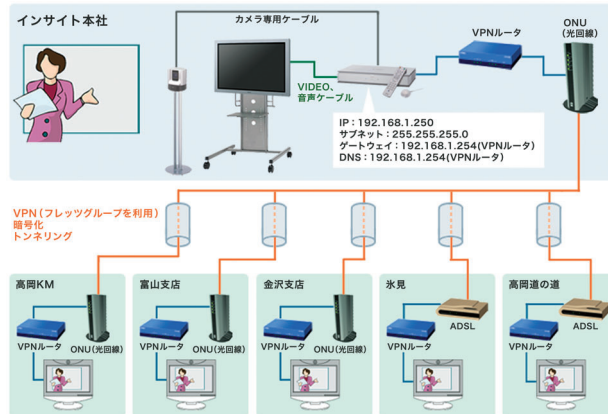 インサイト本社
カメラ専用ケーブル
VPNルータ
ONU
(光回線)
VIDEO、
音声ケーブル
IP：192.168.1.250
サブネット：255.255.255.0
ゲートウェイ：192.168.1.254(VPNルータ)
DNS：192.168.1.254(VPNルータ)
VPN(フレッツグループを利用)
暗号化
トンネリング
高岡KM
VPNルータ
ONU(光回線)
富山支店
VPNルータ
ONU(光回線)
金沢支店
VPNルータ
ONU(光回線)
氷見
ADSL
VPNルータ
高岡道の道
ADSL
VPNルータ